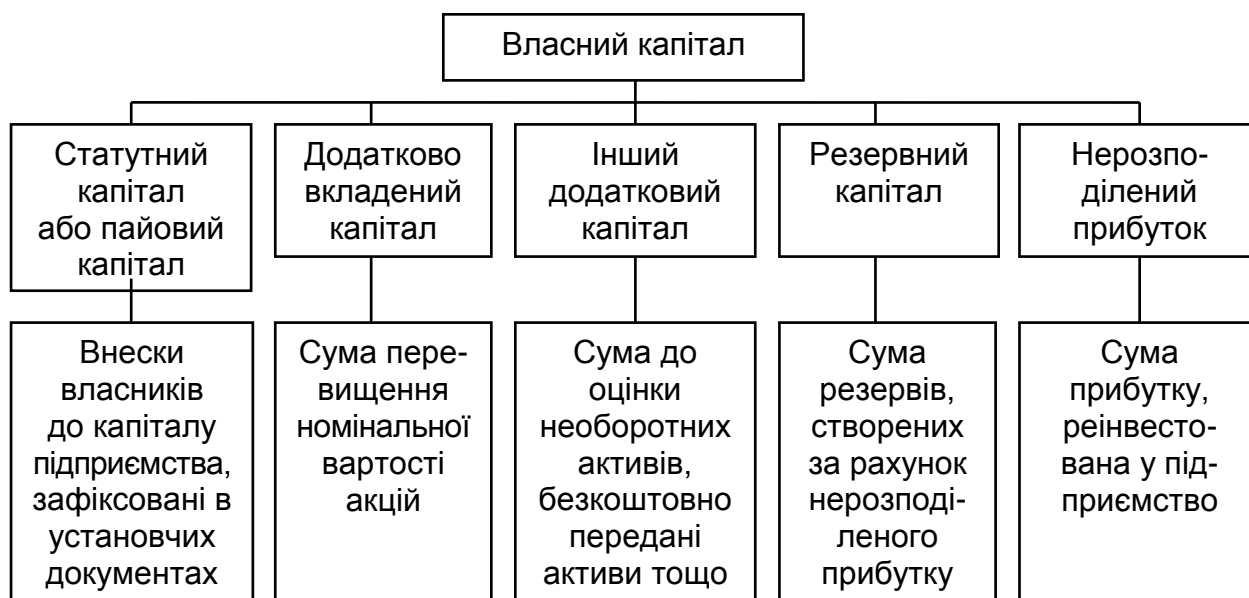 Власний капітал
Статутний
капітал
або пайовий
капітал
Додатково
вкладений
капітал
Інший
додатковий
капітал
Резервний
капітал
Нерозпо-
ділений
прибуток
Внески
власників
до капіталу
підприємства,
зафіксовані в
установчих
документах
Сума пере-
вищення
номінальної
вартості
акцій
Сума до
оцінки
необоротних
активів,
безкоштовно
передані
активи тощо
Сума
резервів,
створених
за рахунок
нерозподі-
леного
прибутку
Сума
прибутку,
реінвесто-
вана у під-
приємство